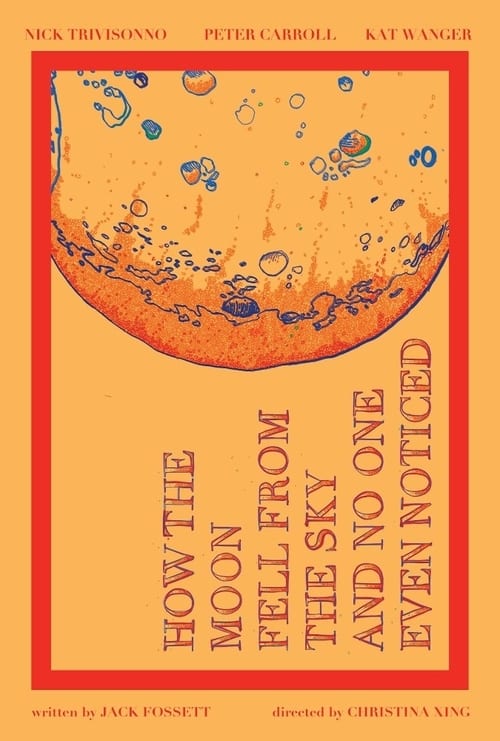 NICK TRIVISONNO PETER CARROLL KAT WANGER
HOW THE
MOON
FELL FROM
THE SKY
AND NO ONE
EVEN NOTICED
written by JACK FOSSETT directed by CHRISTINA XING